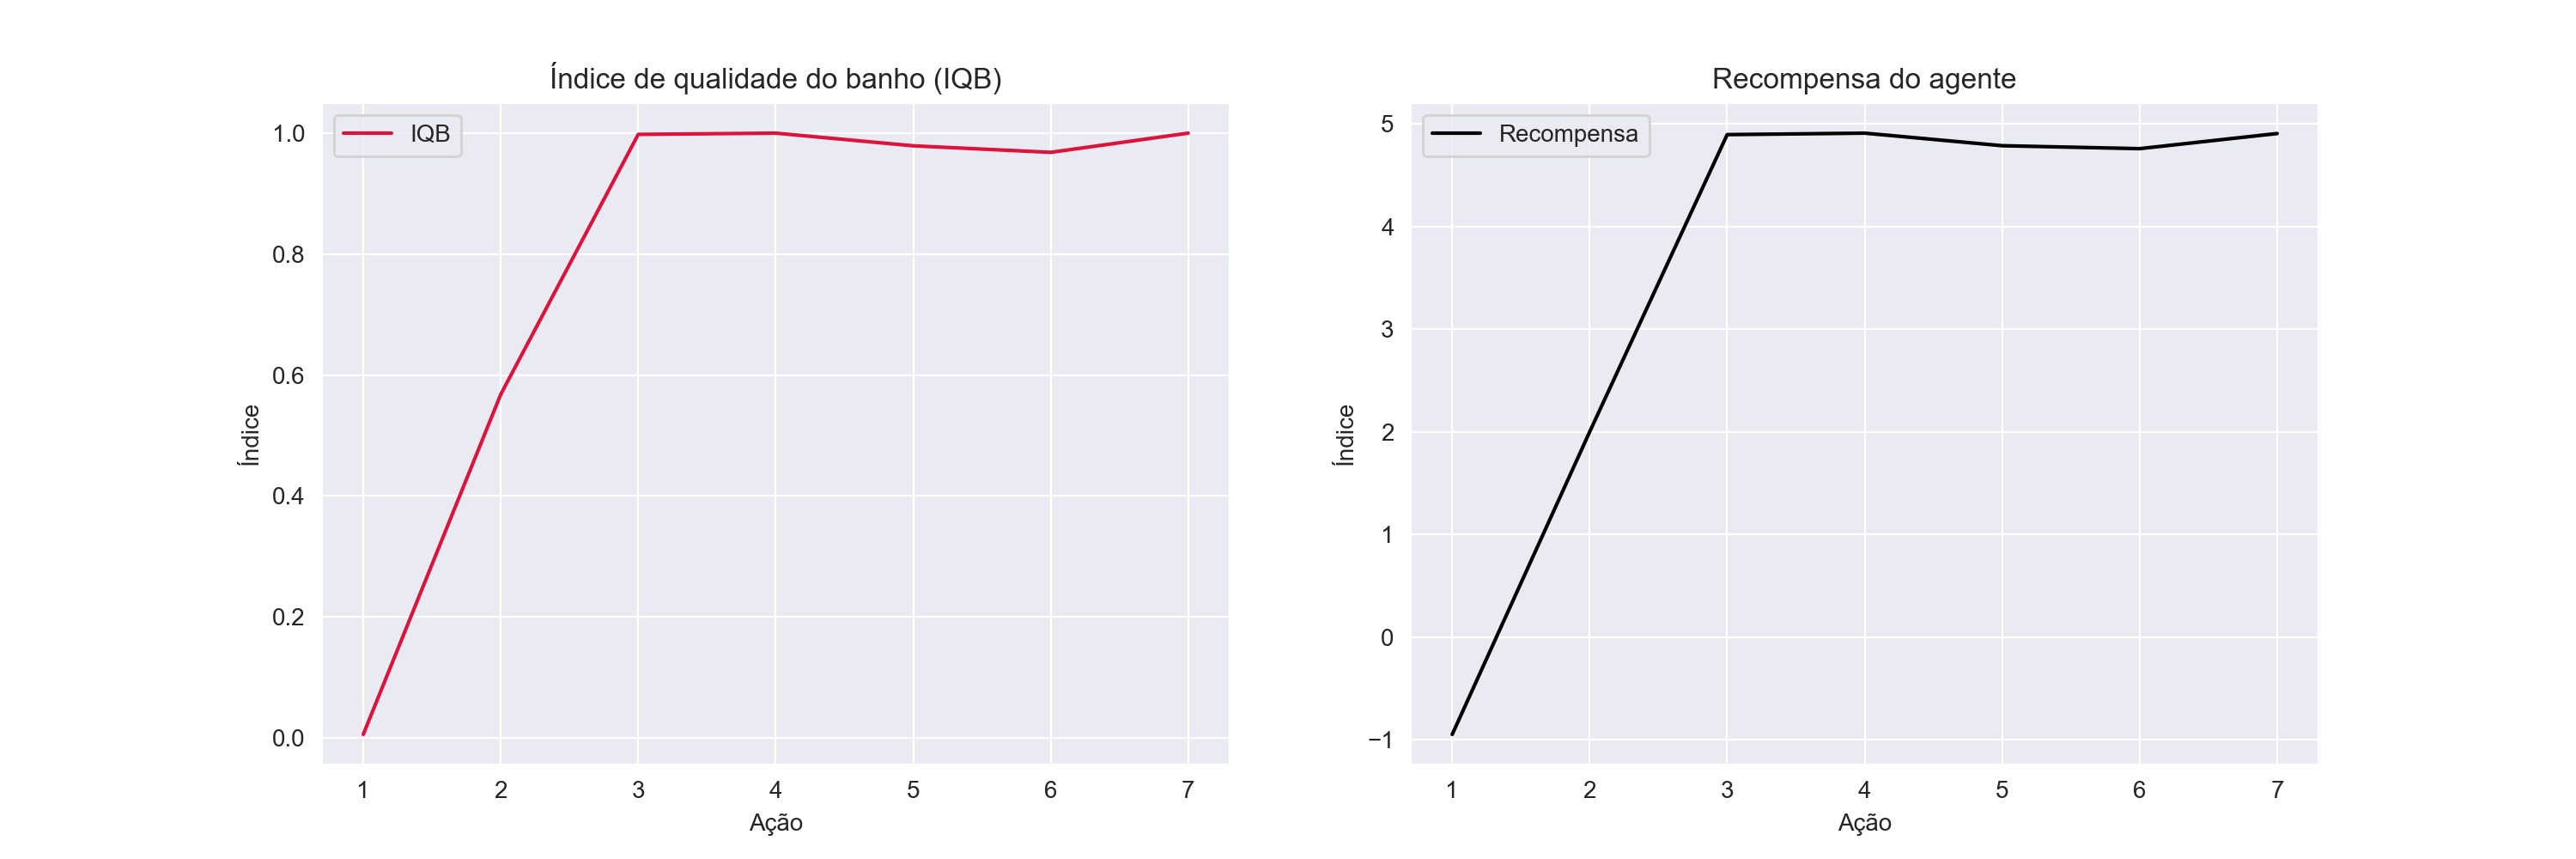 Índice de qualidade do banho (IQB)
IQB
1.0
0.8
0.6
0.4
0.2
0.0
Índice
1 2 3 4 5 6 7
Ação
Recompensa do agente
Recompensa
5
4
3
2
1
0
−1
Índice
1 2 3 4 5 6 7
Ação